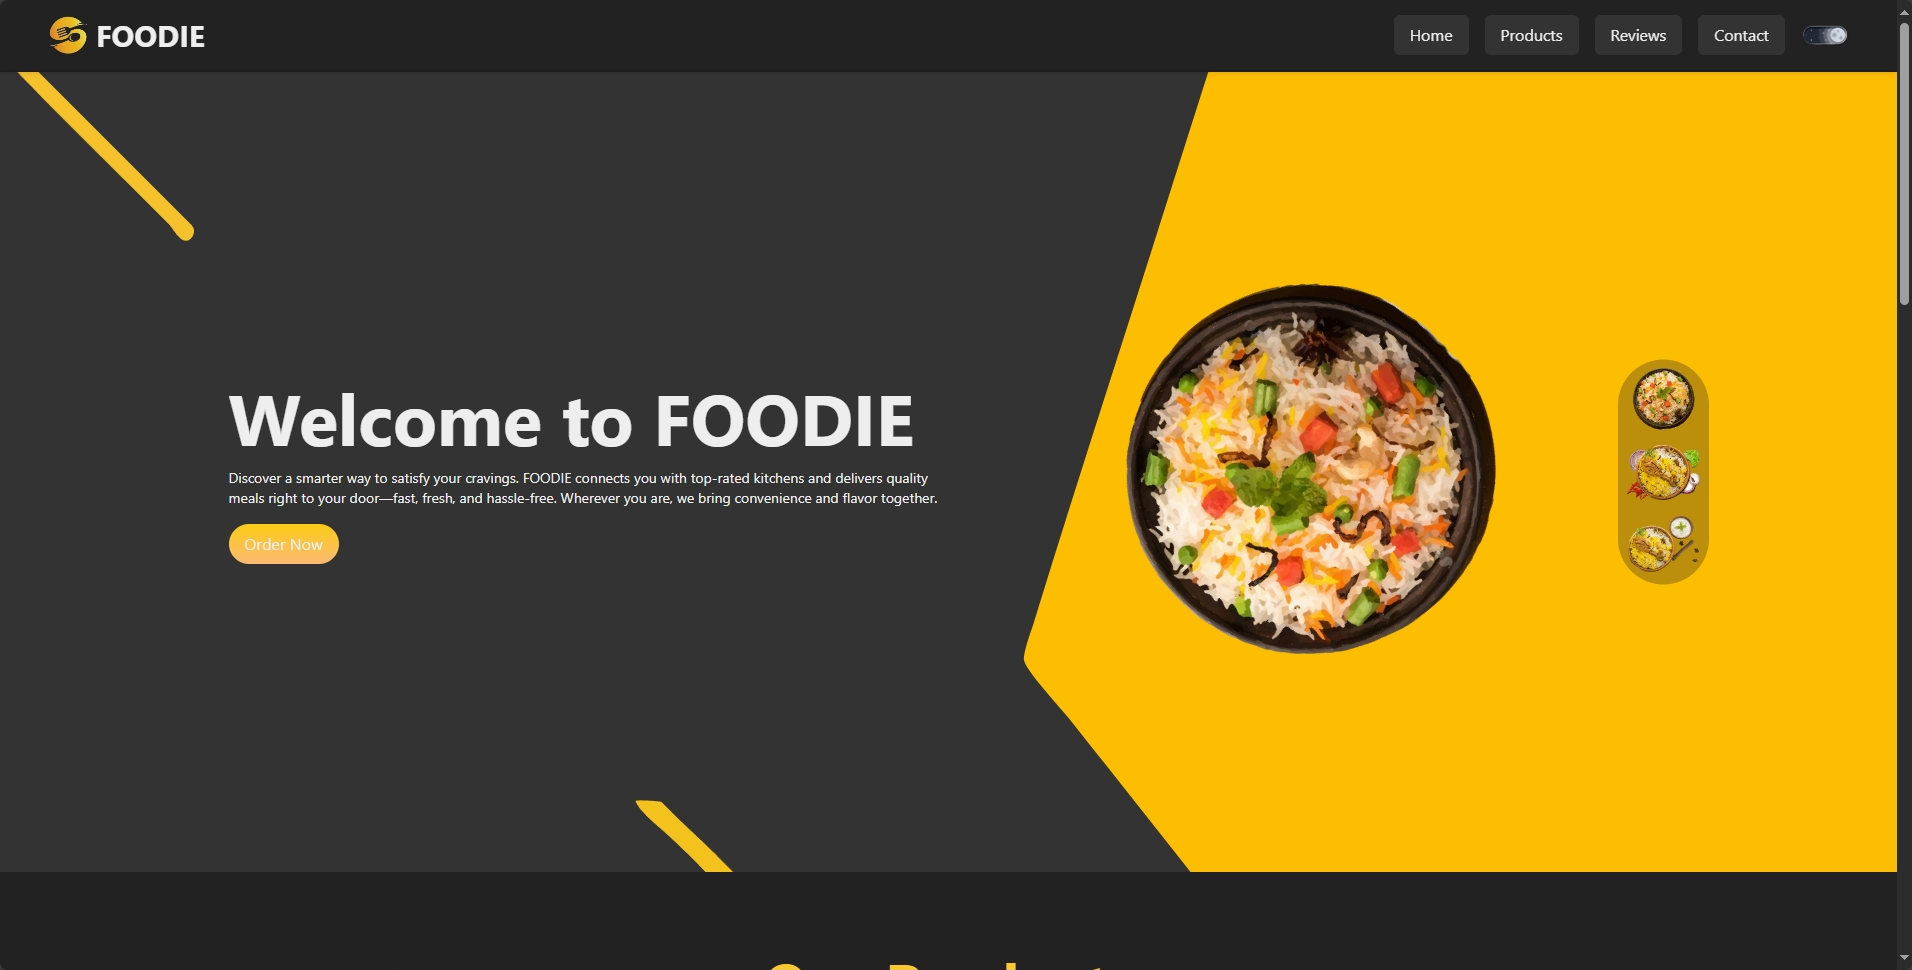 FOODIE
Home
Products
Reviews
Contact
Welcome to FOODIE
Discover a smarter way to satisfy your cravings. FOODIE connects you with top-rated kitchens and delivers quality
meals right to your door—fast, fresh, and hassle-free. Wherever you are, we bring convenience and flavor together.
Order Now